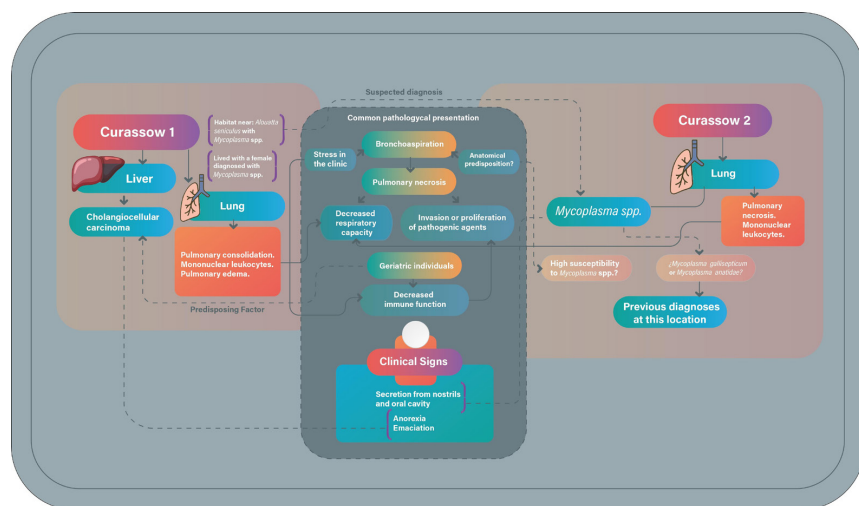 Suspected diagnosis
Curassow 1
Habitat near: Alouatta
seniculus with
Mycoplasma spp.
Lived with a female
diagnosed with
Mycoplasma spp.
Liver
Lung
Cholangiocellular
carcinoma
Pulmonary consolidation.
Mononuclear leukocytes.
Pulmonary edema.
Predisposing Factor
Common pathologycal presentation
Bronchoaspiration
Stress in
the clinic
Anatomical
predisposition?
Pulmonary necrosis
Decreased
respiratory
capacity
Invasion or proliferation
of pathogenic agents
Geriatric individuals
Decreased
immune function
Clinical Signs
Secretion from nostrils
and oral cavity
Anorexia
Emaciation
Curassow 2
Lung
Mycoplasma spp.
Pulmonary
necrosis.
Mononuclear
leukocytes.
High susceptibility
to Mycoplasma spp.?
¿Mycoplasma gallisepticum
or Mycoplasma anatidae?
Previous diagnoses
at this location